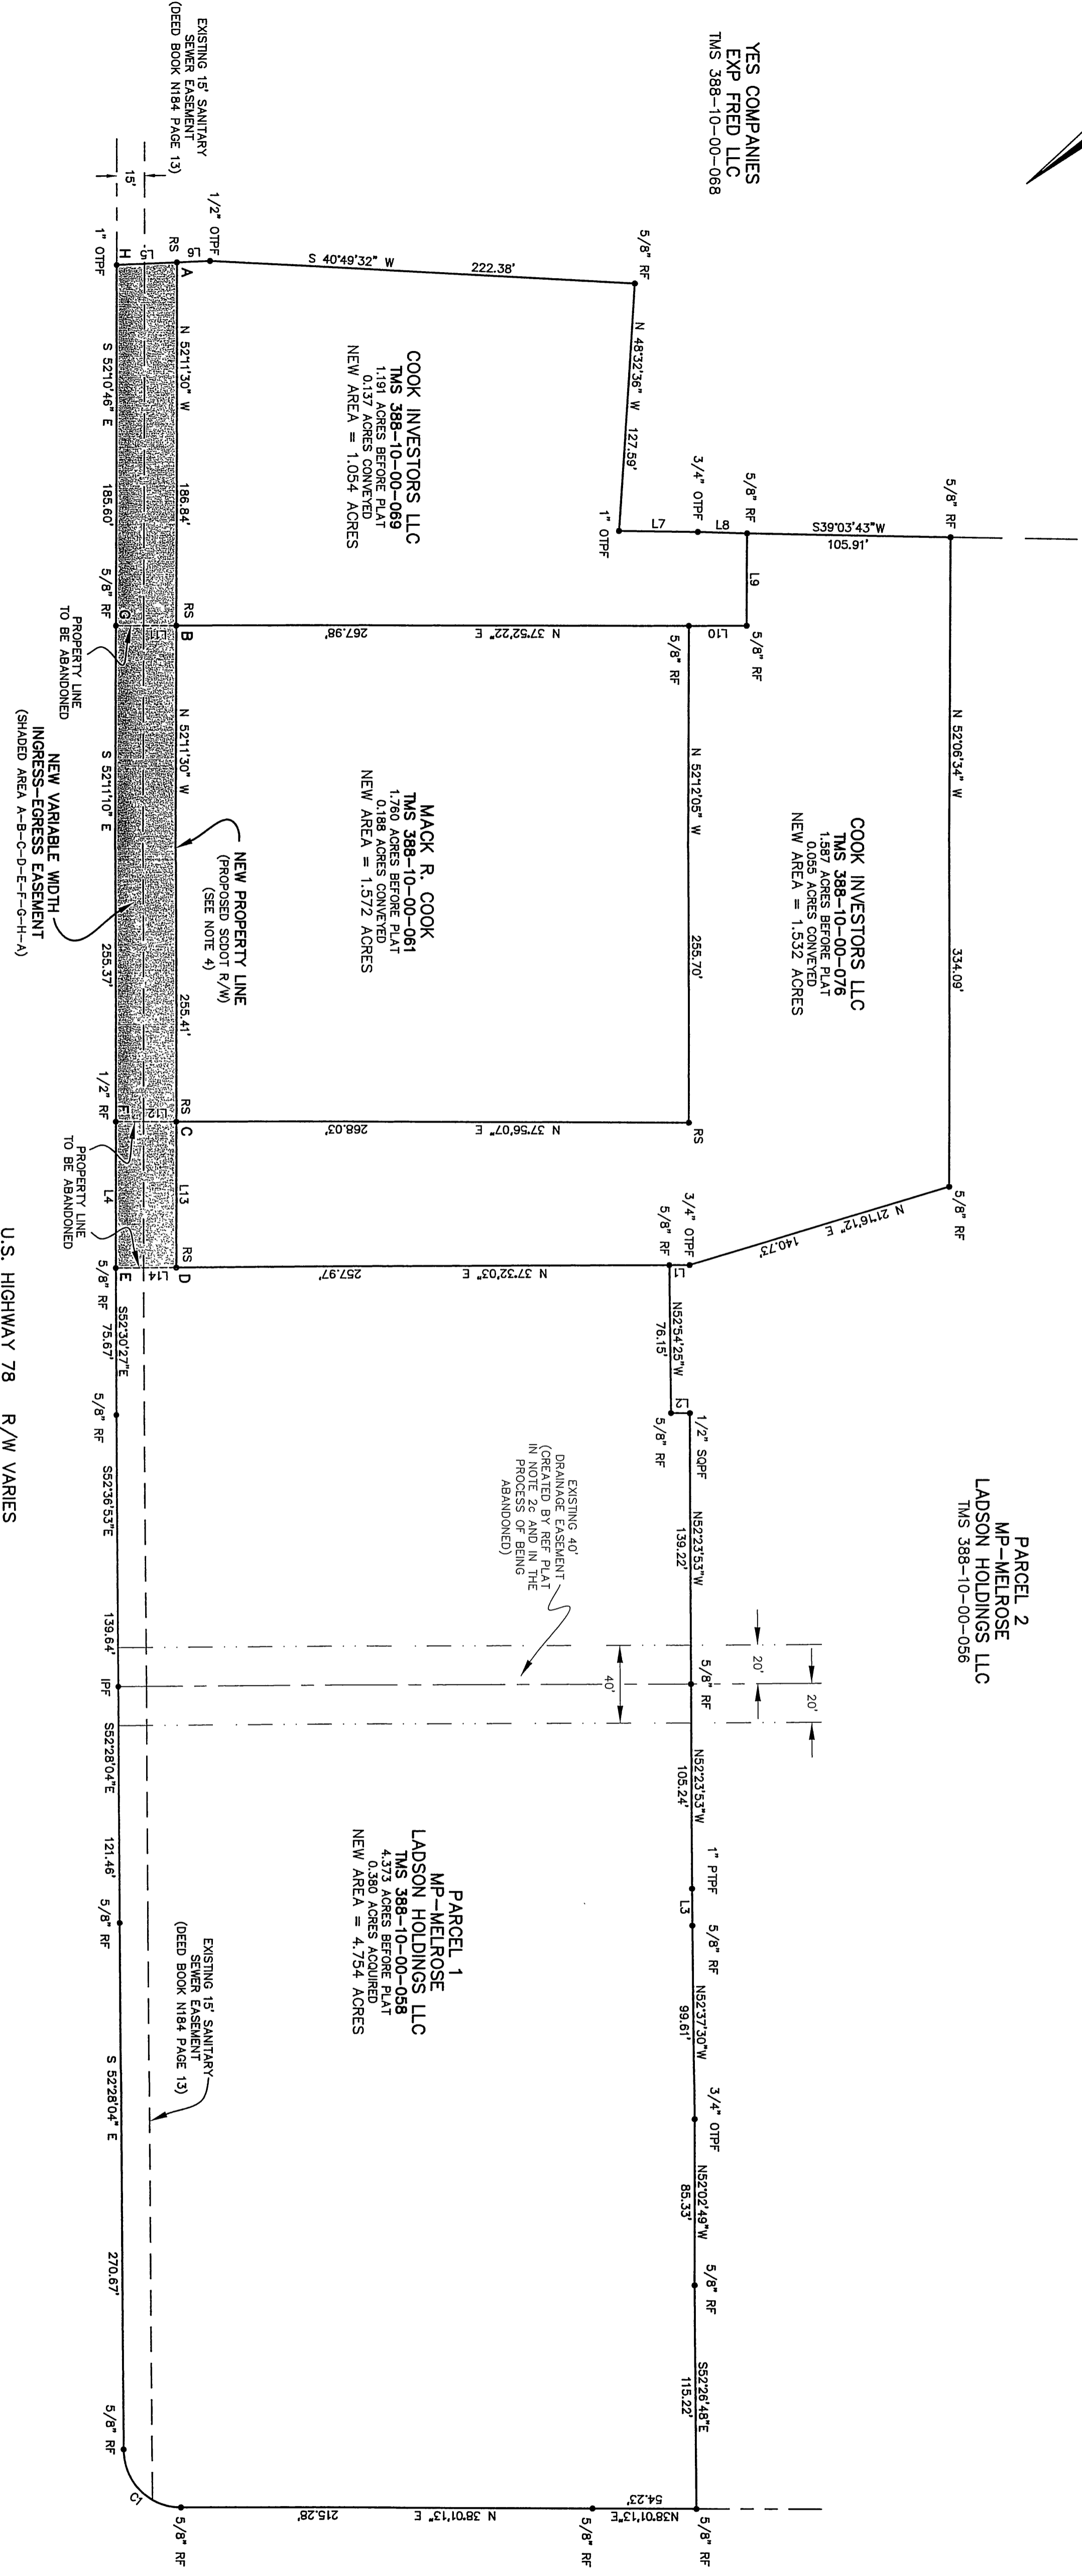 YES COMPANIES
EXP FRED LLC
TMS 388-10-00-068
EXISTING 15' SANITARY
SEWER EASEMENT
(DEED BOOK N184 PAGE 13)
15'
1" OTPF
H
L5
RS
A
L6
1/2" OTPF
S 40°49'32" W
222.38'
5/8" RF
N 48°32'36" W 127.59'
1" OTPF
L7
3/4" OTPF
L8
5/8" RF
S39°03'43"W
105.91'
5/8" RF
L9
5/8" RF
L10
5/8" RF
COOK INVESTORS LLC
TMS 388-10-00-069
1.191 ACRES BEFORE PLAT
0.137 ACRES CONVEYED
NEW AREA = 1.054 ACRES
N 52°11'30" W
186.84'
S 52°10'46" E
185.60'
5/8" RF
G
L11
RS
B
N 37°52'22" E
267.98'
PROPERTY LINE
TO BE ABANDONED
N 52°06'34" W
334.09'
5/8" RF
COOK INVESTORS LLC
TMS 388-10-00-076
1.587 ACRES BEFORE PLAT
0.055 ACRES CONVEYED
NEW AREA = 1.532 ACRES
N 52°12'05" W
255.70'
RS
MACK R. COOK
TMS 388-10-00-061
1.760 ACRES BEFORE PLAT
0.188 ACRES CONVEYED
NEW AREA = 1.572 ACRES
NEW PROPERTY LINE
(PROPOSED SCDOT R/W)
(SEE NOTE 4)
N 52°11'30" W
255.41'
S 52°11'10" E
255.37'
NEW VARIABLE WIDTH
INGRESS-EGRESS EASEMENT
(SHADED AREA A-B-C-D-E-F-G-H-A)
1/2" RF
F
L12
RS
C
N 37°56'07" E
268.03'
PROPERTY LINE
TO BE ABANDONED
L4
L13
RS
D
L14
E
5/8" RF
N 37°32'03" E
257.97'
5/8" RF
3/4" OTPF
L1
N 21°16'12" E
140.73'
N52°54'25"W
76.15'
L2
5/8" RF
1/2" SQPF
S52°30'27"E
75.67'
5/8" RF
U.S. HIGHWAY 78 R/W VARIES
PARCEL 2
MP-MELROSE
LADSON HOLDINGS LLC
TMS 388-10-00-056
N52°23'53"W
139.22'
EXISTING 40'
DRAINAGE EASEMENT
(CREATED BY REF PLAT
IN NOTE 2c AND IN THE
PROCESS OF BEING
ABANDONED)
S52°36'53"E
139.64'
IPF
20'
20'
40'
5/8" RF
N52°23'53"W
105.24'
1" PTPF
L3
5/8" RF
S52°28'04"E
121.46'
5/8" RF
PARCEL 1
MP-MELROSE
LADSON HOLDINGS LLC
TMS 388-10-00-058
4.373 ACRES BEFORE PLAT
0.380 ACRES ACQUIRED
NEW AREA = 4.754 ACRES
EXISTING 15' SANITARY
SEWER EASEMENT
(DEED BOOK N184 PAGE 13)
N52°37'30"W
99.61'
3/4" OTPF
N52°02'49"W
85.33'
5/8" RF
S52°26'48"E
115.22'
5/8" RF
S 52°28'04" E
270.67'
5/8" RF
C1
5/8" RF
N 38°01'13" E
215.28'
5/8" RF
N38°01'13"E
54.23'